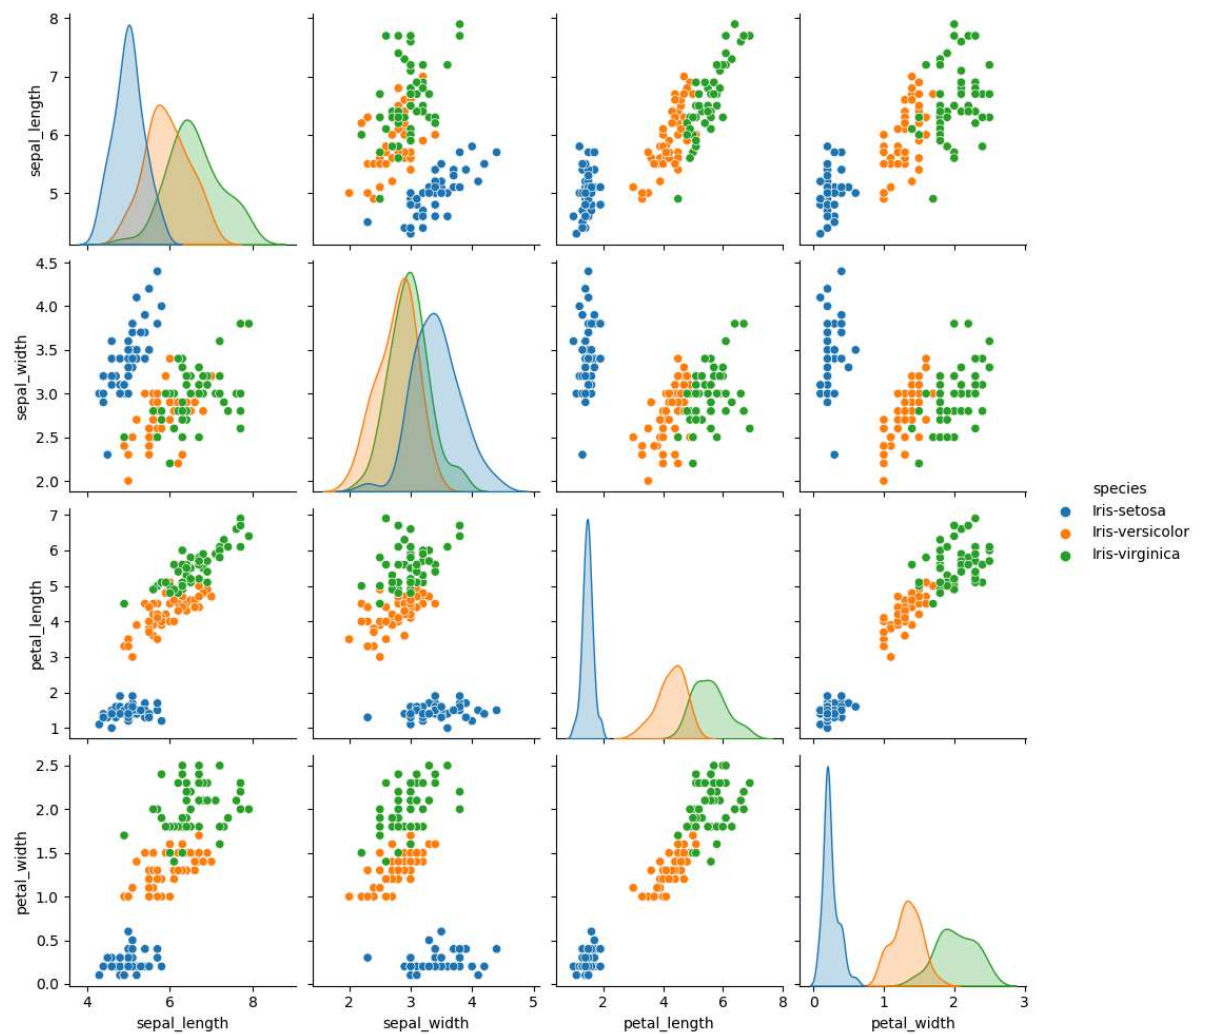 8
7
6
5
sepal_length
4.5
4.0
3.5
3.0
2.5
2.0
sepal_width
species
Iris-setosa
Iris-versicolor
Iris-virginica
7
6
5
4
3
2
1
petal_length
2.5
2.0
1.5
1.0
0.5
0.0
petal_width
4 6 8
sepal_length
2 3 4 5
sepal_width
2 4 6 8
petal_length
0 1 2 3
petal_width